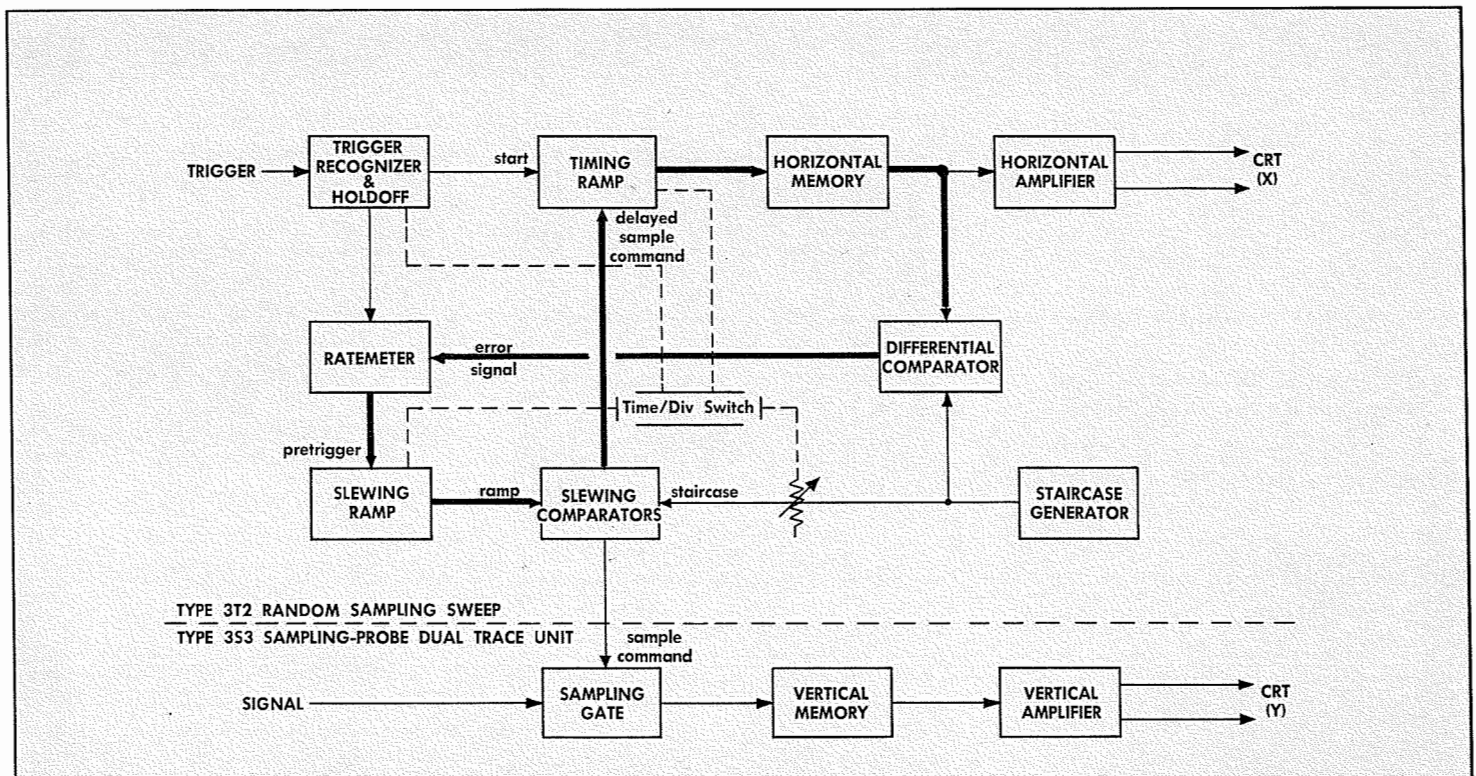 TRIGGER
TRIGGER
RECOGNIZER
&
HOLDOFF
start
TIMING
RAMP
HORIZONTAL
MEMORY
HORIZONTAL
AMPLIFIER
CRT
(X)
delayed
sample
command
RATEMETER
error
signal
DIFFERENTIAL
COMPARATOR
Time/Div Switch
pretrigger
SLEWING
RAMP
ramp
SLEWING
COMPARATORS
staircase
STAIRCASE
GENERATOR
TYPE 3T2 RANDOM SAMPLING SWEEP
TYPE 3S3 SAMPLING-PROBE DUAL TRACE UNIT
sample
command
SIGNAL
SAMPLING
GATE
VERTICAL
MEMORY
VERTICAL
AMPLIFIER
CRT
(Y)